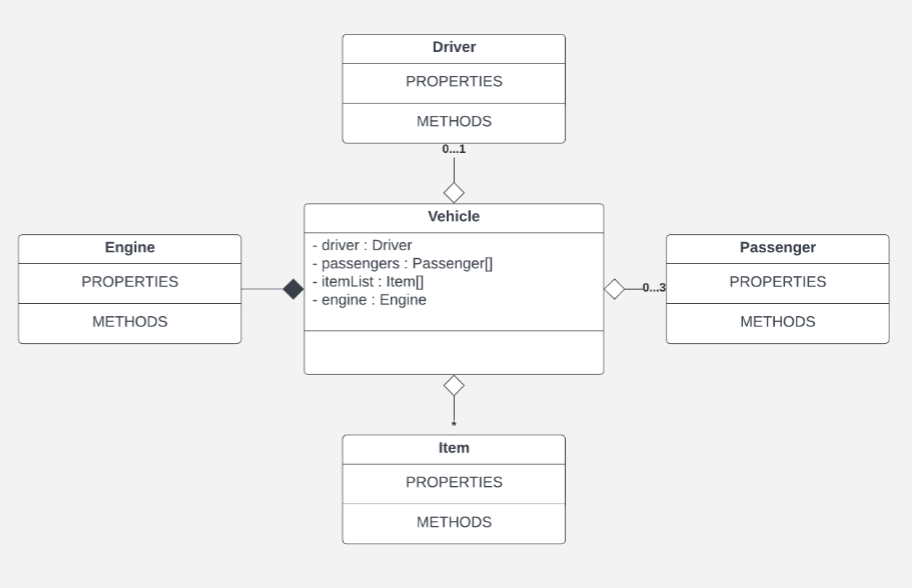 Driver
PROPERTIES
METHODS
0...1
Vehicle
- driver : Driver
- passengers : Passenger[]
- itemList : Item[]
- engine : Engine
Engine
PROPERTIES
METHODS
0...3
Passenger
PROPERTIES
METHODS
*
Item
PROPERTIES
METHODS